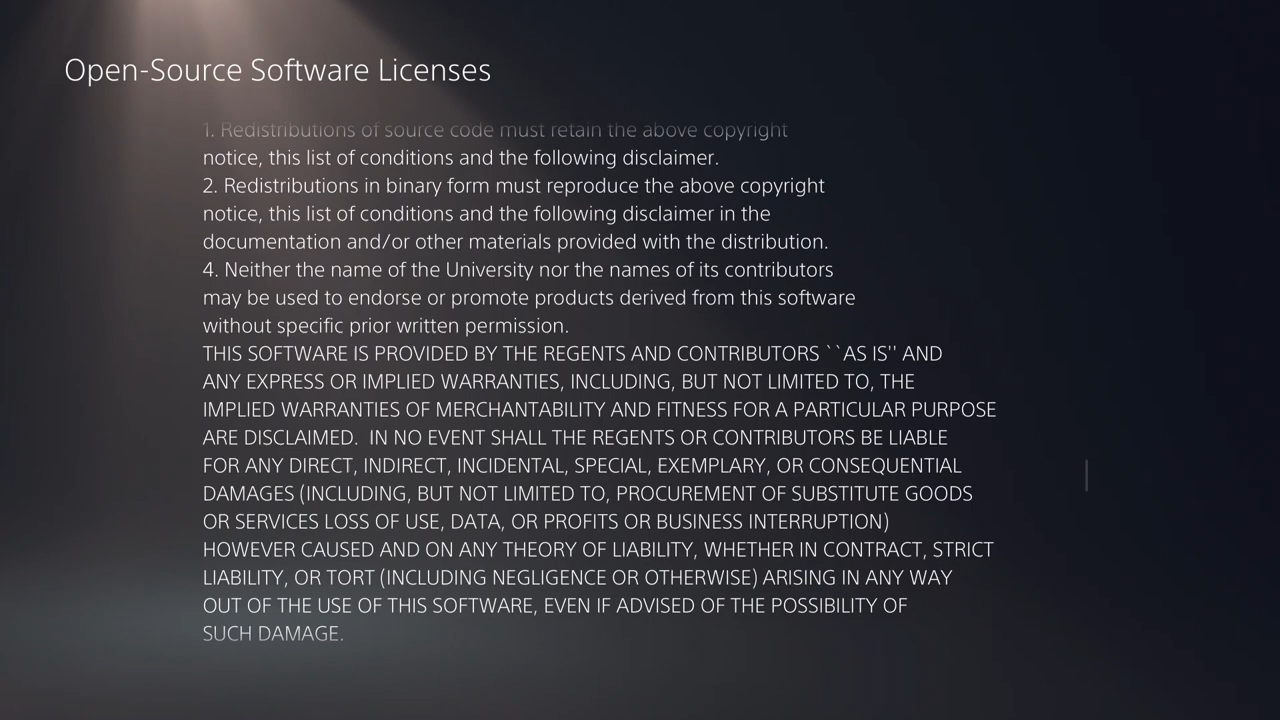 Open-Source Software Licenses
1. Redistributions of source code must retain the above copyright
notice, this list of conditions and the following disclaimer.
2. Redistributions in binary form must reproduce the above copyright
notice, this list of conditions and the following disclaimer in the
documentation and/or other materials provided with the distribution.
4. Neither the name of the University nor the names of its contributors
may be used to endorse or promote products derived from this software
without specific prior written permission.
THIS SOFTWARE IS PROVIDED BY THE REGENTS AND CONTRIBUTORS ``AS IS'' AND
ANY EXPRESS OR IMPLIED WARRANTIES, INCLUDING, BUT NOT LIMITED TO, THE
IMPLIED WARRANTIES OF MERCHANTABILITY AND FITNESS FOR A PARTICULAR PURPOSE
ARE DISCLAIMED.  IN NO EVENT SHALL THE REGENTS OR CONTRIBUTORS BE LIABLE
FOR ANY DIRECT, INDIRECT, INCIDENTAL, SPECIAL, EXEMPLARY, OR CONSEQUENTIAL
DAMAGES (INCLUDING, BUT NOT LIMITED TO, PROCUREMENT OF SUBSTITUTE GOODS
OR SERVICES LOSS OF USE, DATA, OR PROFITS OR BUSINESS INTERRUPTION)
HOWEVER CAUSED AND ON ANY THEORY OF LIABILITY, WHETHER IN CONTRACT, STRICT
LIABILITY, OR TORT (INCLUDING NEGLIGENCE OR OTHERWISE) ARISING IN ANY WAY
OUT OF THE USE OF THIS SOFTWARE, EVEN IF ADVISED OF THE POSSIBILITY OF
SUCH DAMAGE.